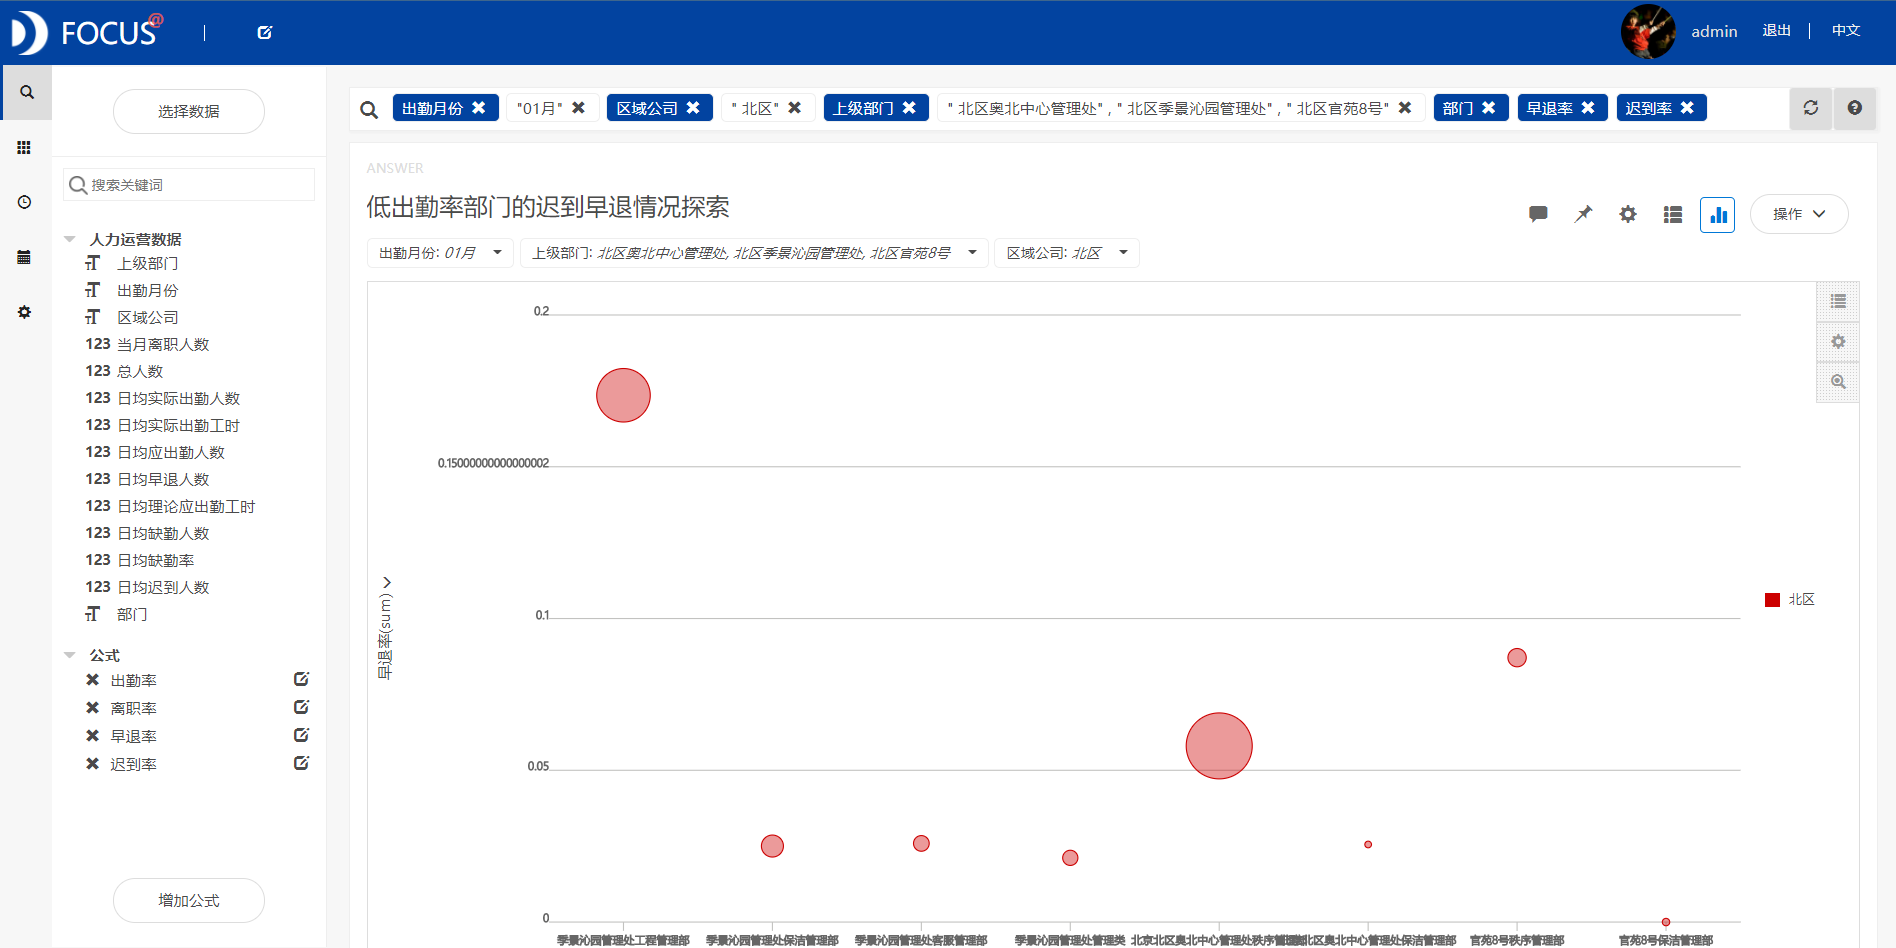 FOCUS@
admin 退出 | 中文
选择数据
搜索关键词
人力运营数据
上级部门
出勤月份
区域公司
123 当月离职人数
123 总人数
123 日均实际出勤人数
123 日均实际出勤工时
123 日均应出勤人数
123 日均早退人数
123 日均理论应出勤工时
123 日均缺勤人数
123 日均缺勤率
123 日均迟到人数
部门
公式
出勤率
离职率
早退率
迟到率
增加公式
出勤月份 "01月" 区域公司 " 北区" 上级部门 " 北区奥北中心管理处" , " 北区季景沁园管理处" , " 北区官苑8号" 部门 早退率 迟到率
ANSWER
低出勤率部门的迟到早退情况探索
操作
出勤月份: 01月 上级部门: 北区奥北中心管理处, 北区季景沁园管理处, 北区官苑8号 区域公司: 北区
0.2
0.15000000000000002
0.1
0.05
0
早退率(sum)
北区
季景沁园管理处工程管理部 季景沁园管理处保洁管理部 季景沁园管理处客服管理部 季景沁园管理处管理类 北京北区奥北中心管理处秩序管理 北区奥北中心管理处保洁管理部 官苑8号秩序管理部 官苑8号保洁管理部